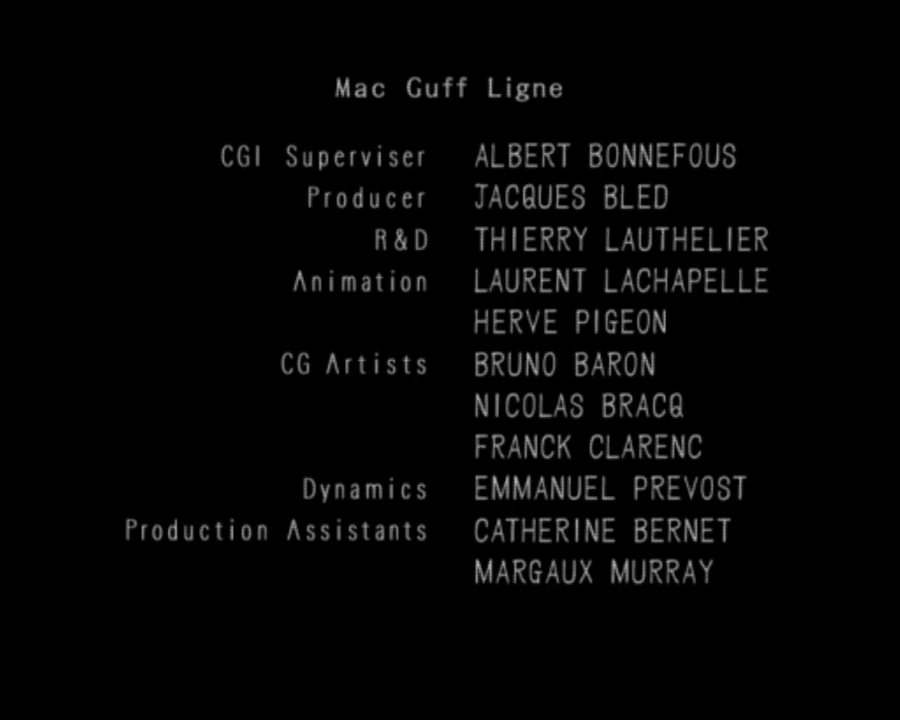 Mac Guff Ligne
CGI Superviser ALBERT BONNEFOUS
Producer JACQUES BLED
R&D THIERRY LAUTHELIER
Animation LAURENT LACHAPELLE
HERVE PIGEON
CG Artists BRUNO BARON
NICOLAS BRACQ
FRANCK CLARENC
Dynamics EMMANUEL PREVOST
Production Assistants CATHERINE BERNET
MARGAUX MURRAY